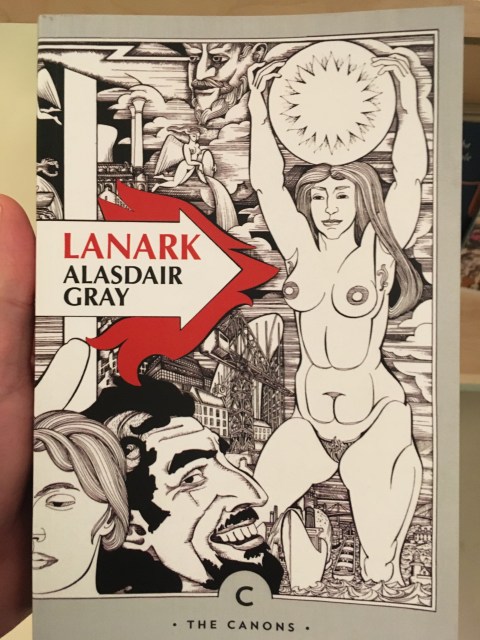 LANARK
ALASDAIR
GRAY
C
• THE CANONS •